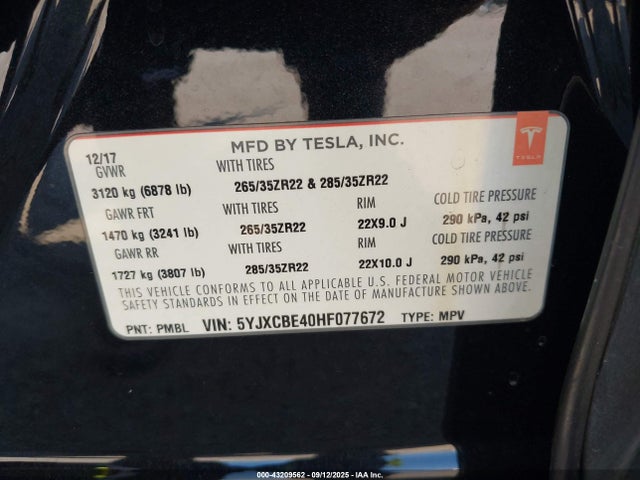 MFD BY TESLA, INC.
TESLA
12/17
GVWR WITH TIRES
3120 kg (6878 lb) 265/35ZR22 & 285/35ZR22
GAWR FRT WITH TIRES RIM COLD TIRE PRESSURE
1470 kg (3241 lb) 265/35ZR22 22X9.0 J 290 kPa, 42 psi
GAWR RR WITH TIRES RIM COLD TIRE PRESSURE
1727 kg (3807 lb) 285/35ZR22 22X10.0 J 290 kPa, 42 psi
THIS VEHICLE CONFORMS TO ALL APPLICABLE U.S. FEDERAL MOTOR VEHICLE
SAFETY STANDARDS IN EFFECT ON THE DATE OF MANUFACTURE SHOWN ABOVE.
PNT: PMBL VIN: 5YJXCBE40HF077672 TYPE: MPV
000-43209562 - 09/12/2025 - IAA Inc.